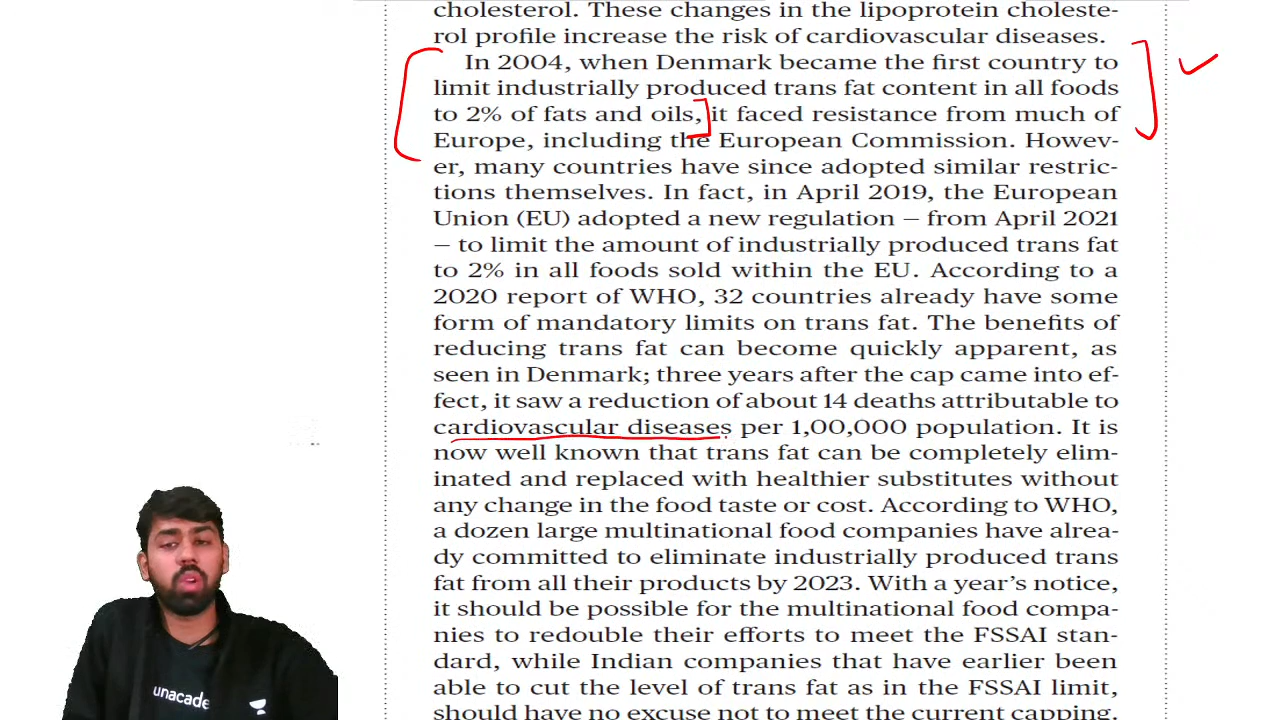 cholesterol. These changes in the lipoprotein choleste-
rol profile increase the risk of cardiovascular diseases.
In 2004, when Denmark became the first country to
limit industrially produced trans fat content in all foods
to 2% of fats and oils, it faced resistance from much of
Europe, including the European Commission. Howev-
er, many countries have since adopted similar restric-
tions themselves. In fact, in April 2019, the European
Union (EU) adopted a new regulation – from April 2021
– to limit the amount of industrially produced trans fat
to 2% in all foods sold within the EU. According to a
2020 report of WHO, 32 countries already have some
form of mandatory limits on trans fat. The benefits of
reducing trans fat can become quickly apparent, as
seen in Denmark; three years after the cap came into ef-
fect, it saw a reduction of about 14 deaths attributable to
cardiovascular diseases per 1,00,000 population. It is
now well known that trans fat can be completely elim-
inated and replaced with healthier substitutes without
any change in the food taste or cost. According to WHO,
a dozen large multinational food companies have alrea-
dy committed to eliminate industrially produced trans
fat from all their products by 2023. With a year's notice,
it should be possible for the multinational food compa-
nies to redouble their efforts to meet the FSSAI stan-
dard, while Indian companies that have earlier been
able to cut the level of trans fat as in the FSSAI limit,
should have no excuse not to meet the current capping.
unacade